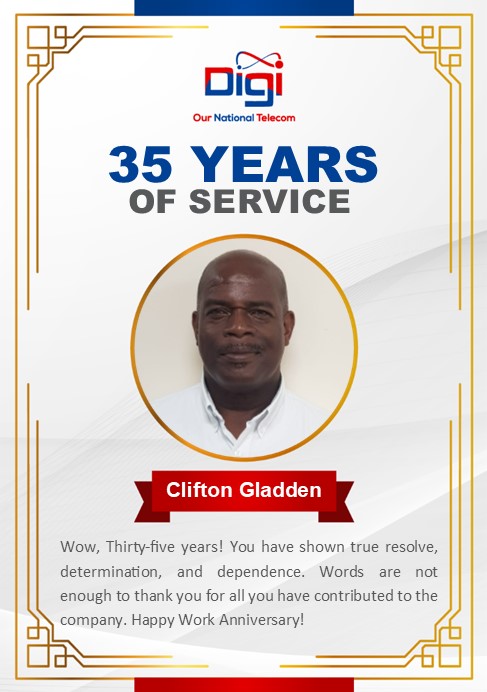 Digi
Our National Telecom
35 YEARS
OF SERVICE
Clifton Gladden
Wow, Thirty-five years! You have shown true resolve,
determination, and dependence. Words are not
enough to thank you for all you have contributed to the
company. Happy Work Anniversary!